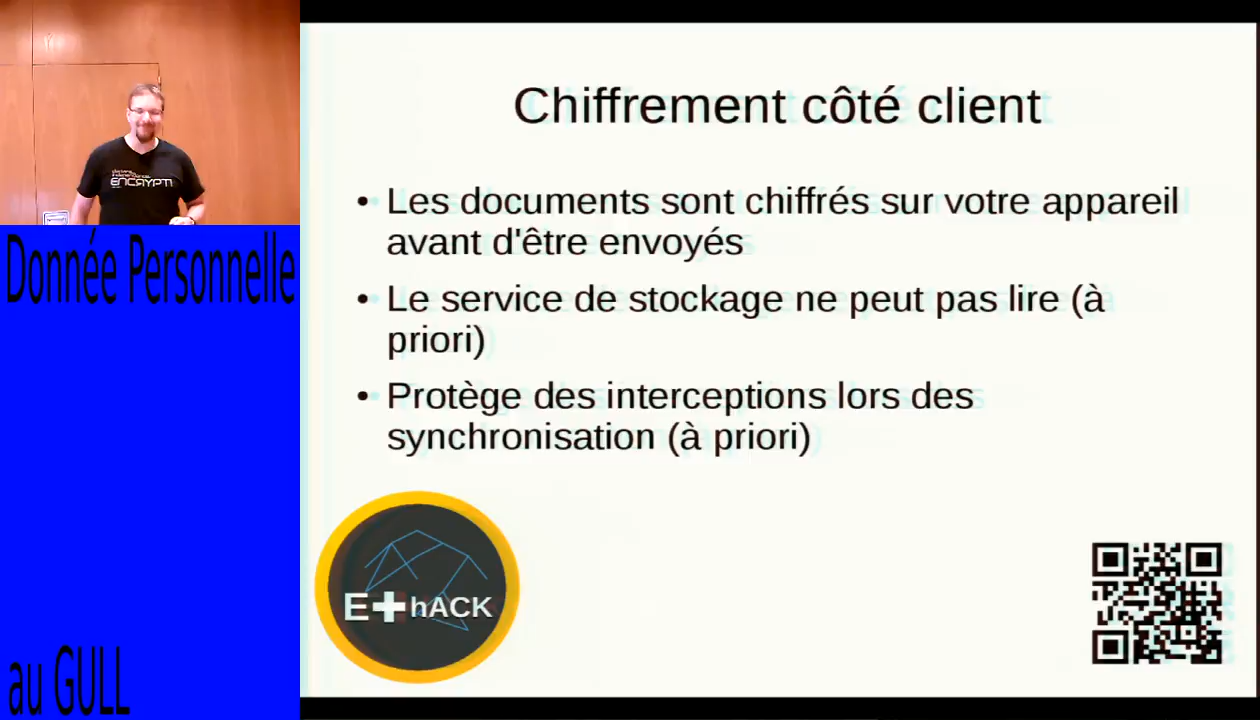 Chiffrement côté client
• Les documents sont chiffrés sur votre appareil
avant d'être envoyés
• Le service de stockage ne peut pas lire (à
priori)
• Protège des interceptions lors des
synchronisation (à priori)
E+hACK
ENCRYPT!
Donnée Personnelle
au GULL